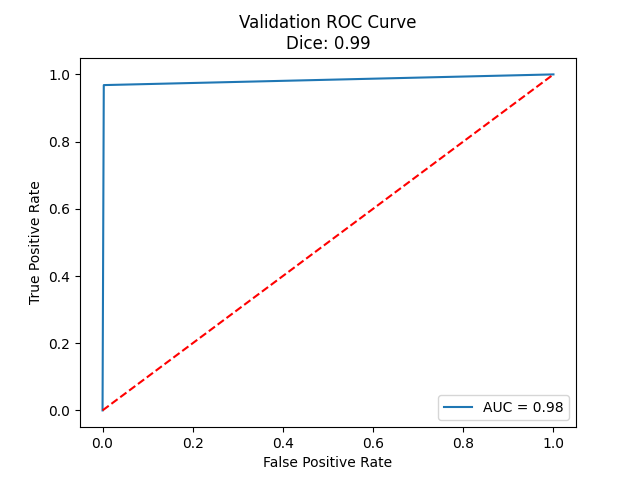 Validation ROC Curve
Dice: 0.99
1.0
0.8
0.6
0.4
0.2
0.0
True Positive Rate
AUC = 0.98
0.0 0.2 0.4 0.6 0.8 1.0
False Positive Rate